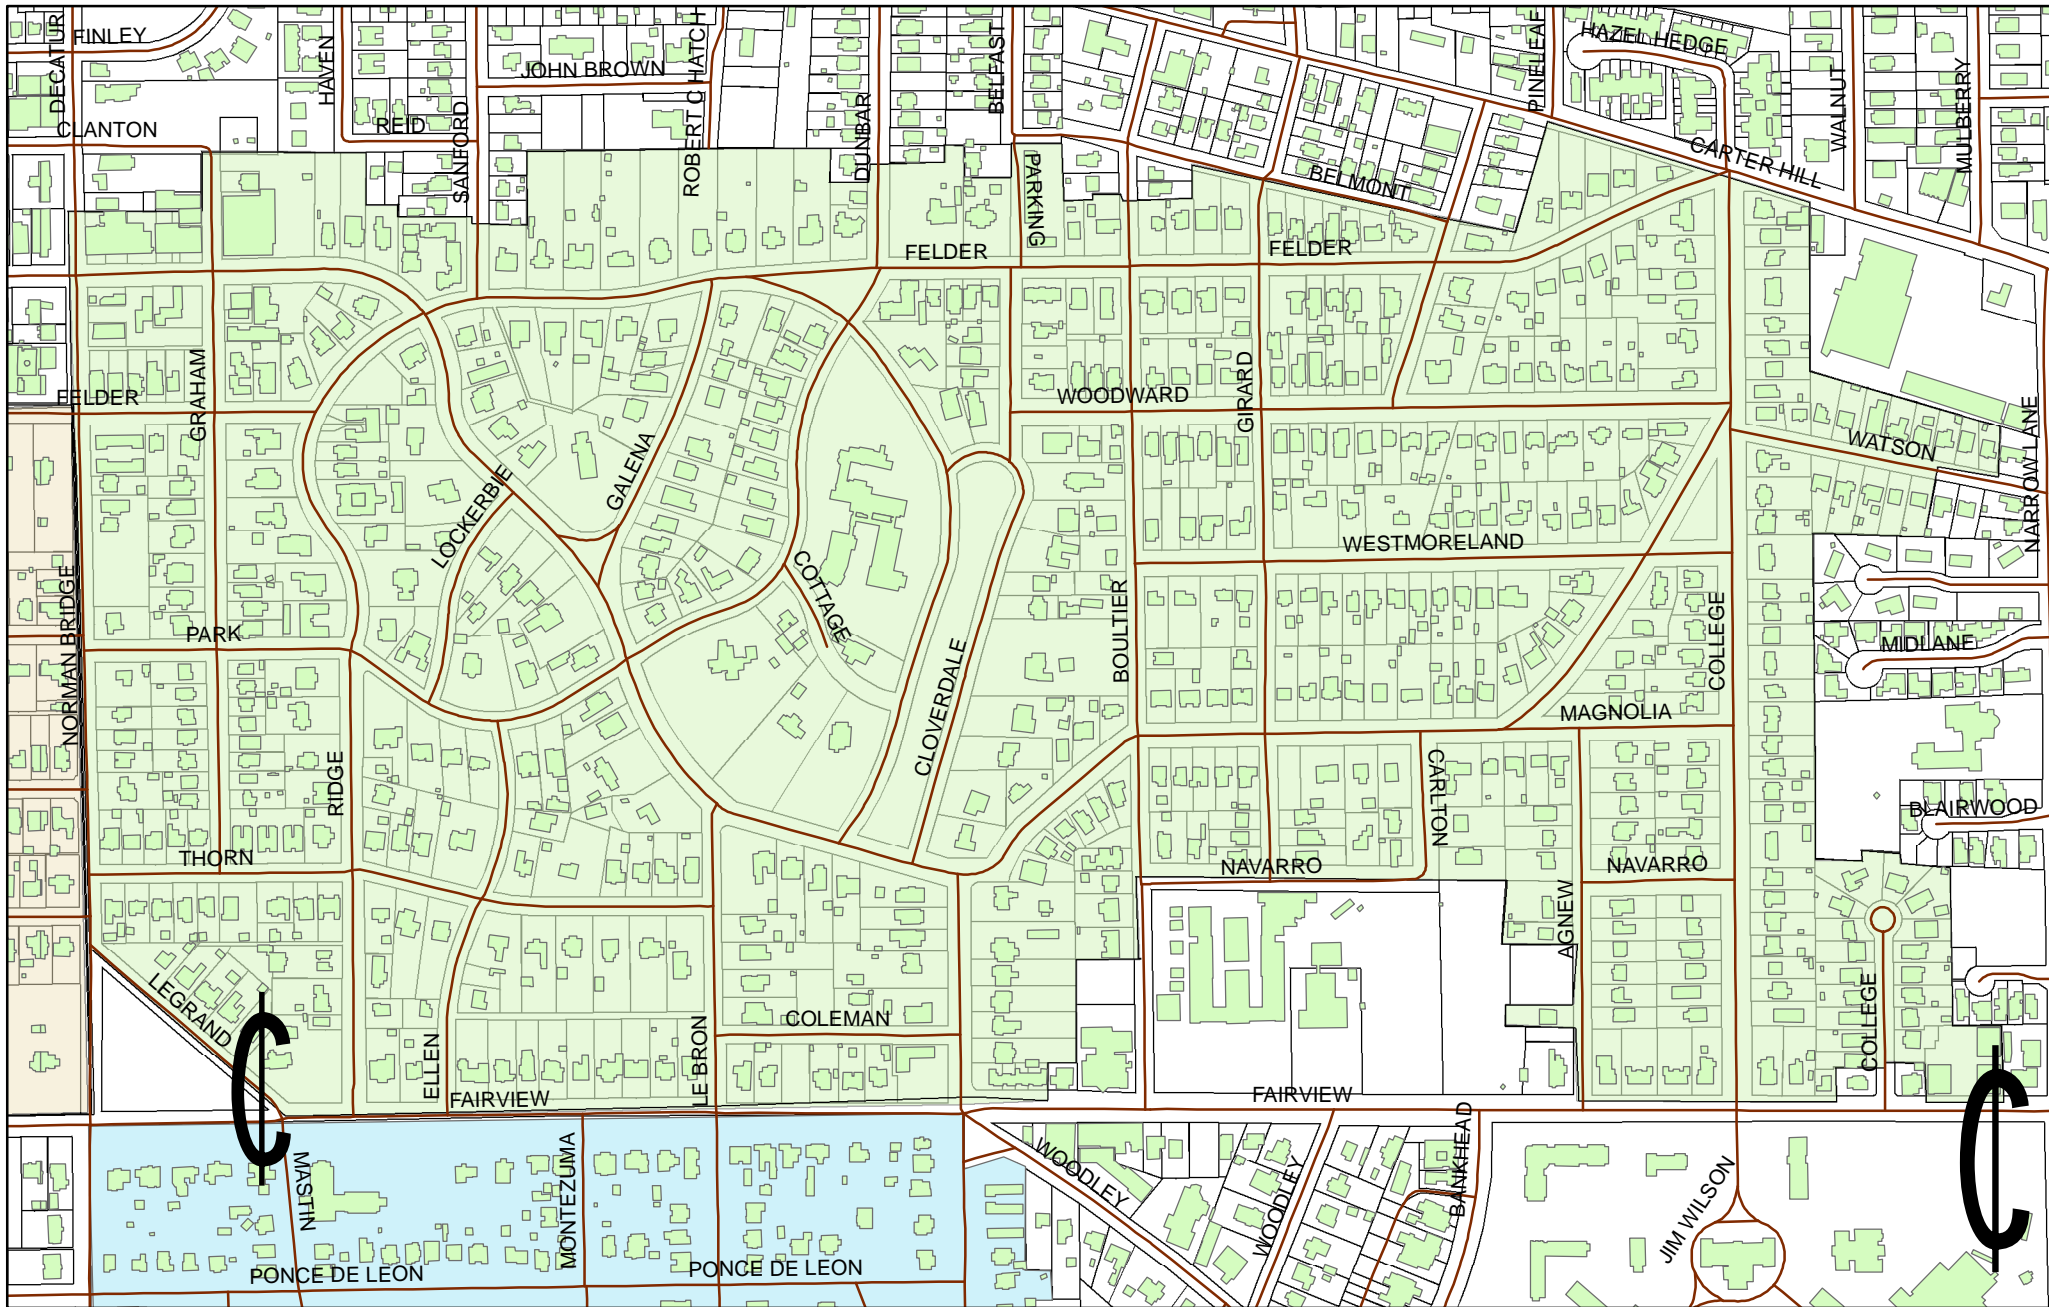 DECATUR
FINLEY
HAVEN
JOHN BROWN
ROBERT C HATCH
BELFAST
PINELEAF
HAZEL HEDGE
CLANTON
REID
SANFORD
DUNBAR
PARKING
BELMONT
CARTER HILL
WALNUT
MULBERRY
FELDER
FELDER
FELDER
GRAHAM
WOODWARD
GIRARD
GALENA
LOCKERBIE
WATSON
NARROW LANE
WESTMORELAND
COTTAGE
BOULTIER
COLLEGE
NORMAN BRIDGE
PARK
MIDLANE
CLOVERDALE
MAGNOLIA
RIDGE
CARLTON
BLAIRWOOD
THORN
NAVARRO
NAVARRO
AGNEW
LEGRAND
COLEMAN
COLLEGE
ELLEN
LE BRON
FAIRVIEW
FAIRVIEW
MASTIN
MONTEZUMA
WOODLEY
WOODLEY
BANKHEAD
JIM WILSON
PONCE DE LEON
PONCE DE LEON